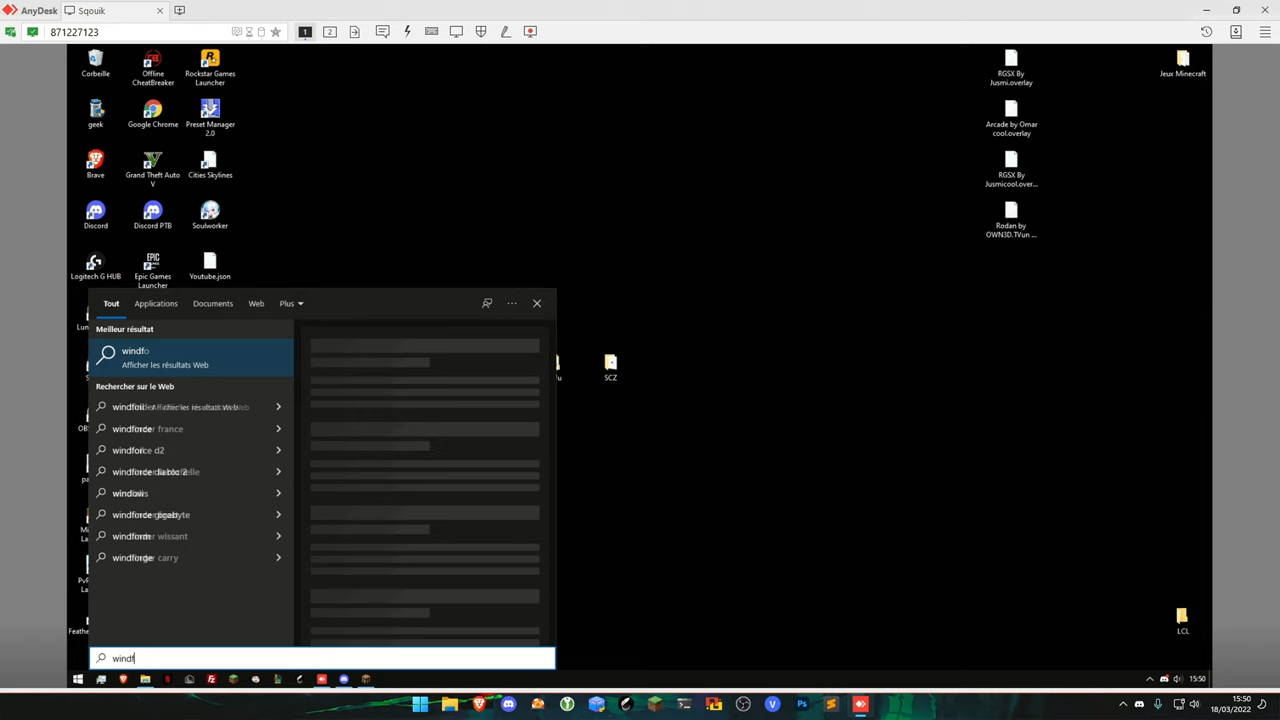 AnyDesk
Sqouik
871227123
1
2
Corbeille
Offline
CheatBreaker
Rockstar Games
Launcher
RGSX By
Jusmi.overlay
Jeux Minecraft
geek
Google Chrome
Preset Manager
2.0
Arcade by Omar
cool.overlay
Brave
Grand Theft Auto
V
Cities Skylines
RGSX By
Jusmicool.over...
Discord
Discord PTB
Soulworker
Rodan by
OWN3D.TVun ...
Logitech G HUB
Epic Games
Launcher
Youtube.json
Tout
Applications
Documents
Web
Plus
Meilleur résultat
windfo
Afficher les résultats Web
Rechercher sur le Web
SCZ
LCL
windf
15:50
15:50
18/03/2022